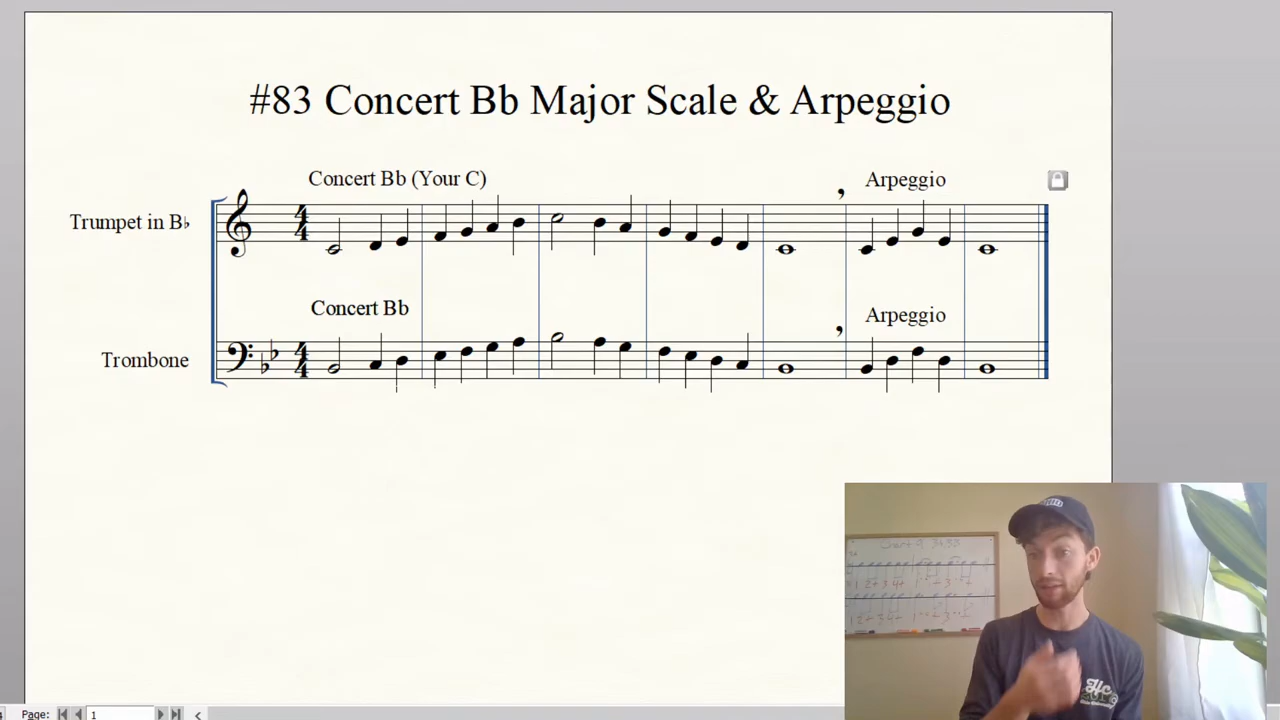 #83 Concert Bb Major Scale & Arpeggio
Concert Bb (Your C)
Arpeggio
Trumpet in B♭
Concert Bb
Arpeggio
Trombone
Page:
1